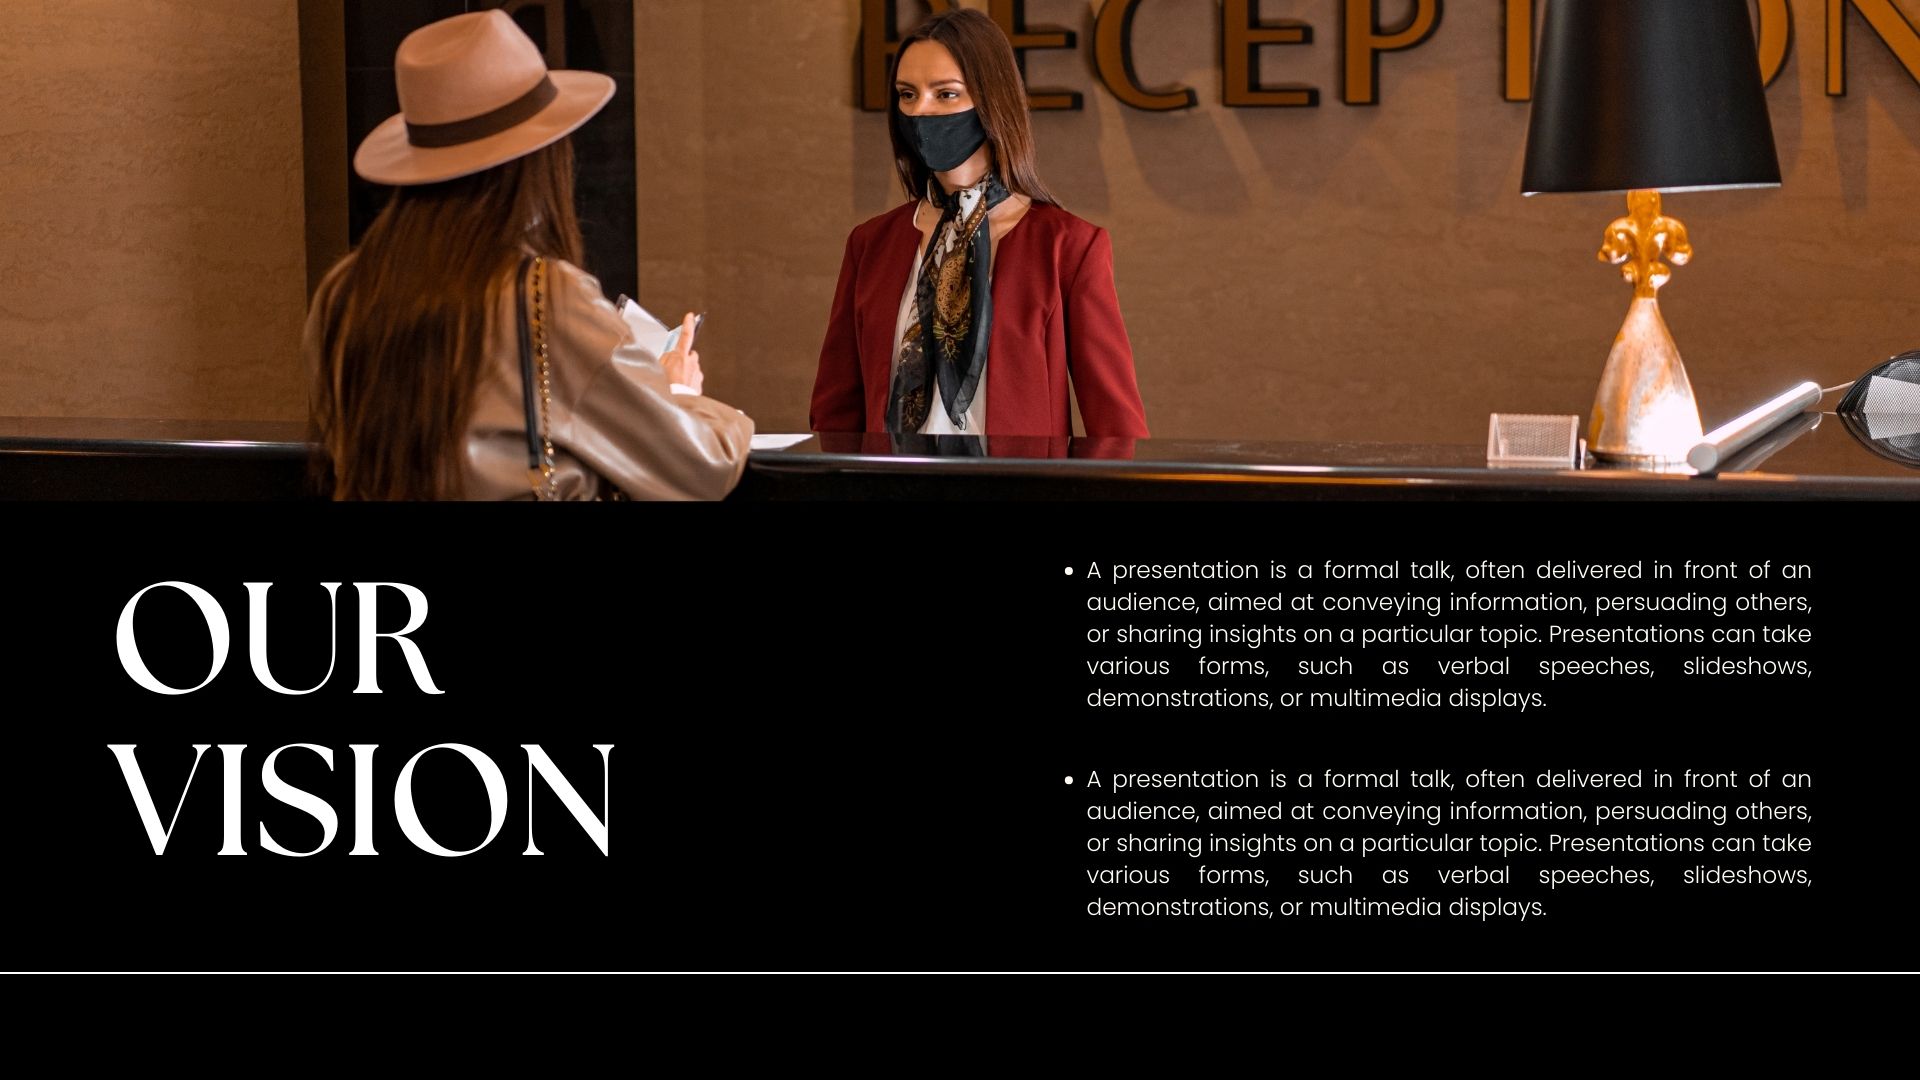 RECEPTION
OUR
VISION
• A presentation is a formal talk, often delivered in front of an
audience, aimed at conveying information, persuading others,
or sharing insights on a particular topic. Presentations can take
various forms, such as verbal speeches, slideshows,
demonstrations, or multimedia displays.
• A presentation is a formal talk, often delivered in front of an
audience, aimed at conveying information, persuading others,
or sharing insights on a particular topic. Presentations can take
various forms, such as verbal speeches, slideshows,
demonstrations, or multimedia displays.